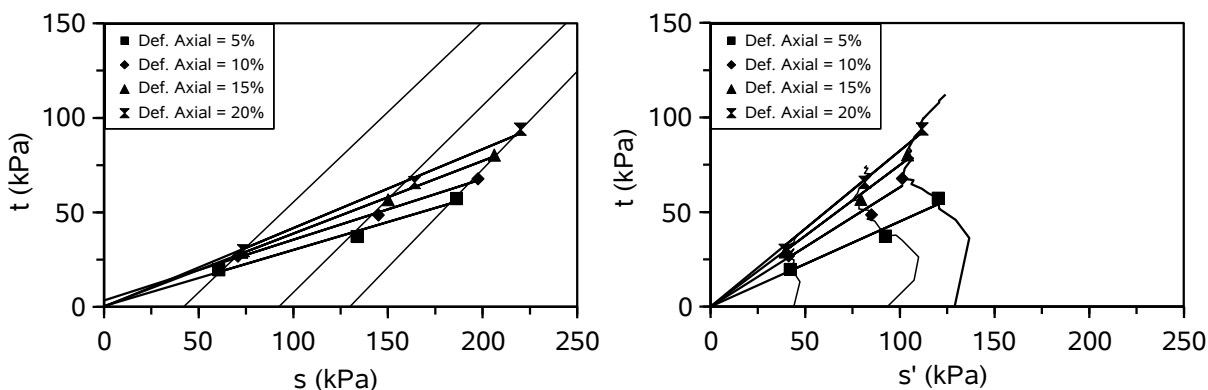 150
100
50
0
t (kPa)
Def. Axial = 5%
Def. Axial = 10%
Def. Axial = 15%
Def. Axial = 20%
0 50 100 150 200 250
s (kPa)
150
100
50
0
t (kPa)
Def. Axial = 5%
Def. Axial = 10%
Def. Axial = 15%
Def. Axial = 20%
0 50 100 150 200 250
s' (kPa)